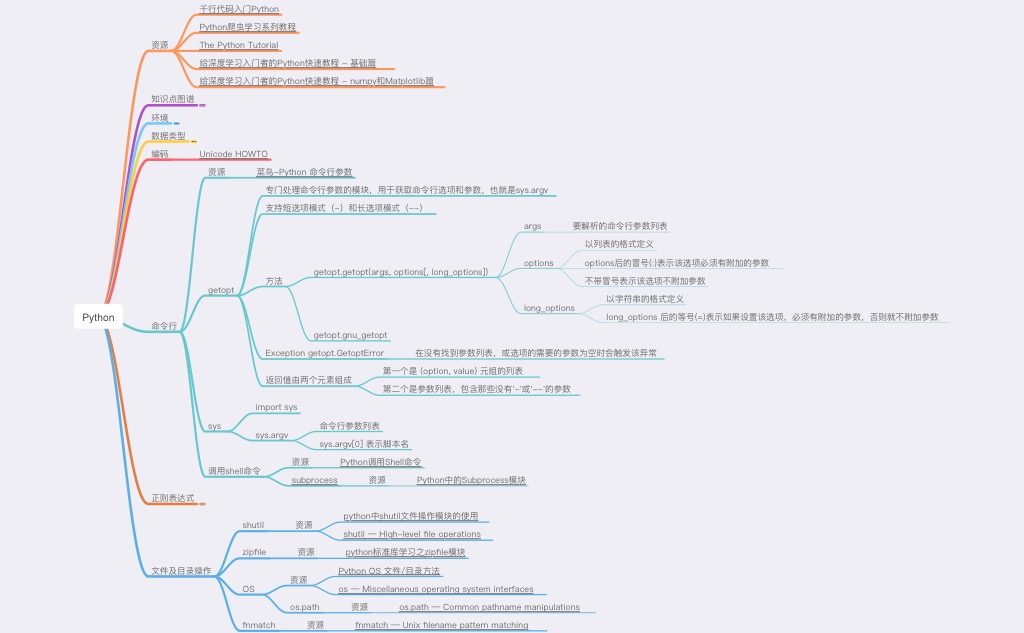 千行代码入门Python
Python爬虫学习系列教程
资源
The Python Tutorial
给深度学习入门者的Python快速教程 - 基础篇
给深度学习入门者的Python快速教程 - numpy和Matplotlib篇
知识点图谱
环境
数据类型
编码
Unicode HOWTO
资源
菜鸟-Python 命令行参数
专门处理命令行参数的模块，用于获取命令行选项和参数，也就是sys.argv
支持短选项模式（-）和长选项模式（--）
args
要解析的命令行参数列表
以列表的格式定义
options
options后的冒号(:)表示该选项必须有附加的参数
getopt.getopt(args, options[, long_options])
方法
不带冒号表示该选项不附加参数
getopt
以字符串的格式定义
long_options
long_options 后的等号(=)表示如果设置该选项，必须有附加的参数，否则就不附加参数
Python
命令行
getopt.gnu_getopt
Exception getopt.GetoptError
在没有找到参数列表，或选项的需要的参数为空时会触发该异常
第一个是 (option, value) 元组的列表
返回值由两个元素组成
第二个是参数列表，包含那些没有'-'或'--'的参数
import sys
sys
命令行参数列表
sys.argv
sys.argv[0] 表示脚本名
资源
Python调用Shell命令
调用shell命令
subprocess
资源
Python中的Subprocess模块
正则表达式
python中shutil文件操作模块的使用
shutil
资源
shutil — High-level file operations
zipfile
资源
python标准库学习之zipfile模块
文件及目录操作
Python OS 文件/目录方法
资源
OS
os — Miscellaneous operating system interfaces
os.path
资源
os.path — Common pathname manipulations
fnmatch
资源
fnmatch — Unix filename pattern matching